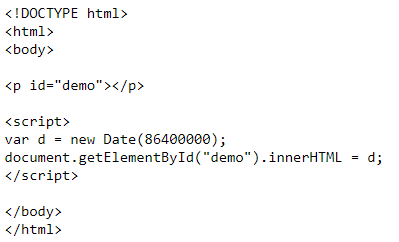 <!DOCTYPE html>
<html>
<body>
<p id="demo"></p>
<script>
var d = new Date(86400000);
document.getElementById("demo").innerHTML = d;
</script>
</body>
</html>